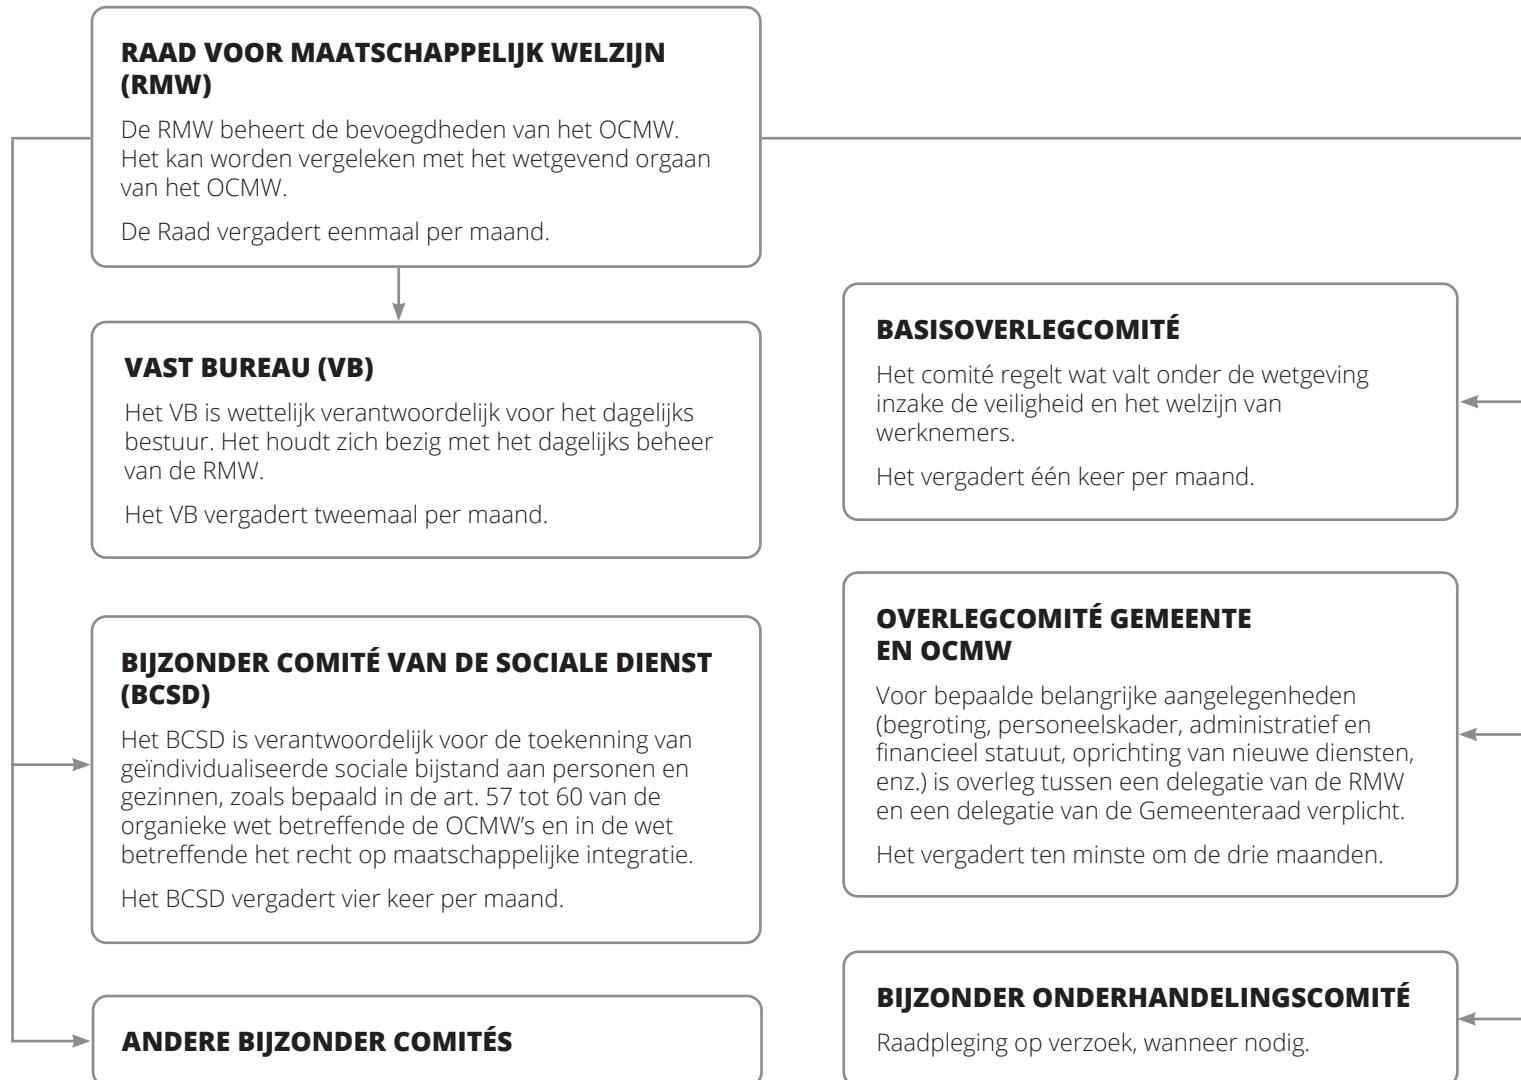 RAAD VOOR MAATSCHAPPELIJK WELZIJN
(RMW)
De RMW beheert de bevoegdheden van het OCMW.
Het kan worden vergeleken met het wetgevend orgaan
van het OCMW.
De Raad vergadert eenmaal per maand.
VAST BUREAU (VB)
Het VB is wettelijk verantwoordelijk voor het dagelijks
bestuur. Het houdt zich bezig met het dagelijks beheer
van de RMW.
Het VB vergadert tweemaal per maand.
BIJZONDER COMITÉ VAN DE SOCIALE DIENST
(BCSD)
Het BCSD is verantwoordelijk voor de toekenning van
geïndividualiseerde sociale bijstand aan personen en
gezinnen, zoals bepaald in de art. 57 tot 60 van de
organieke wet betreffende de OCMW’s en in de wet
betreffende het recht op maatschappelijke integratie.
Het BCSD vergadert vier keer per maand.
ANDERE BIJZONDER COMITÉS
BASISOVERLEGCOMITÉ
Het comité regelt wat valt onder de wetgeving
inzake de veiligheid en het welzijn van
werknemers.
Het vergadert één keer per maand.
OVERLEGCOMITÉ GEMEENTE
EN OCMW
Voor bepaalde belangrijke aangelegenheden
(begroting, personeelskader, administratief en
financieel statuut, oprichting van nieuwe diensten,
enz.) is overleg tussen een delegatie van de RMW
en een delegatie van de Gemeenteraad verplicht.
Het vergadert ten minste om de drie maanden.
BIJZONDER ONDERHANDELINGSCOMITÉ
Raadpleging op verzoek, wanneer nodig.